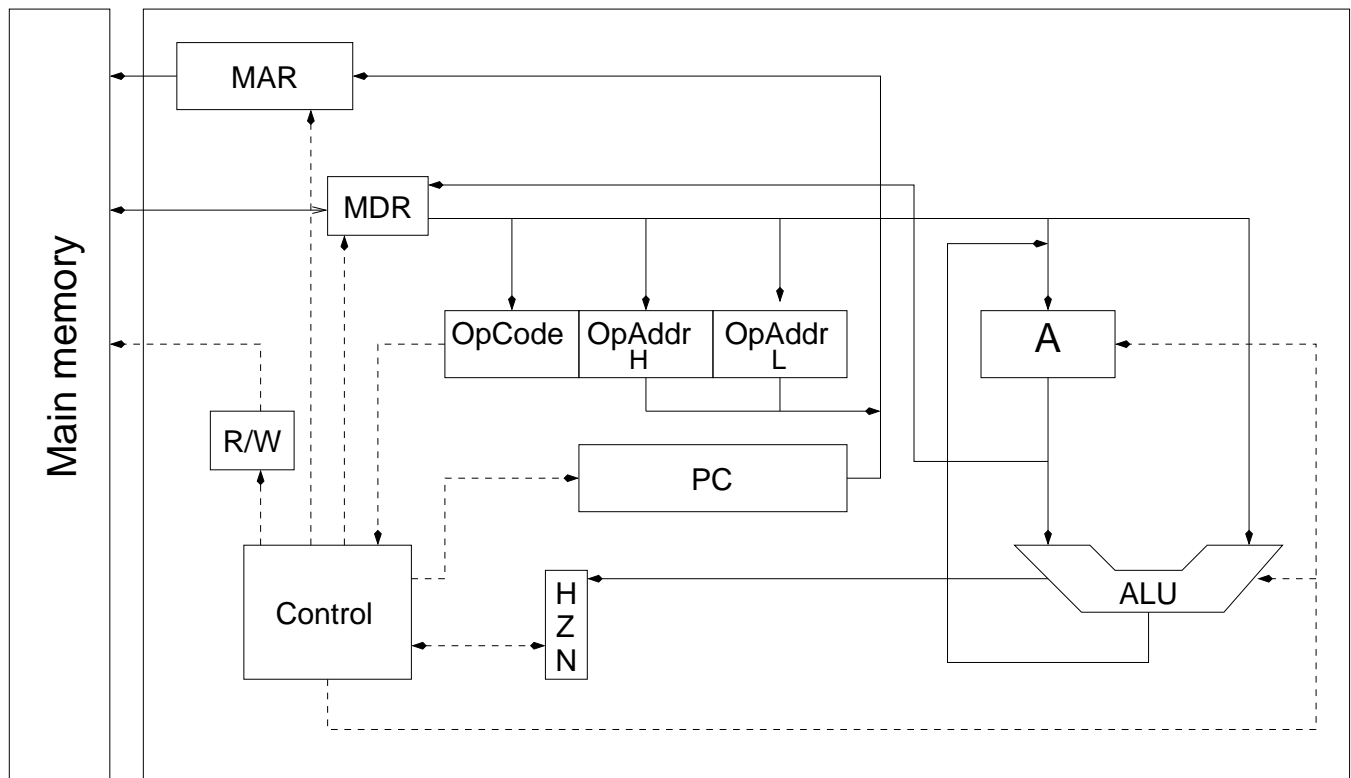 Main memory
MAR
MDR
OpCode
OpAddr
H
OpAddr
L
A
R/W
PC
Control
H
Z
N
ALU